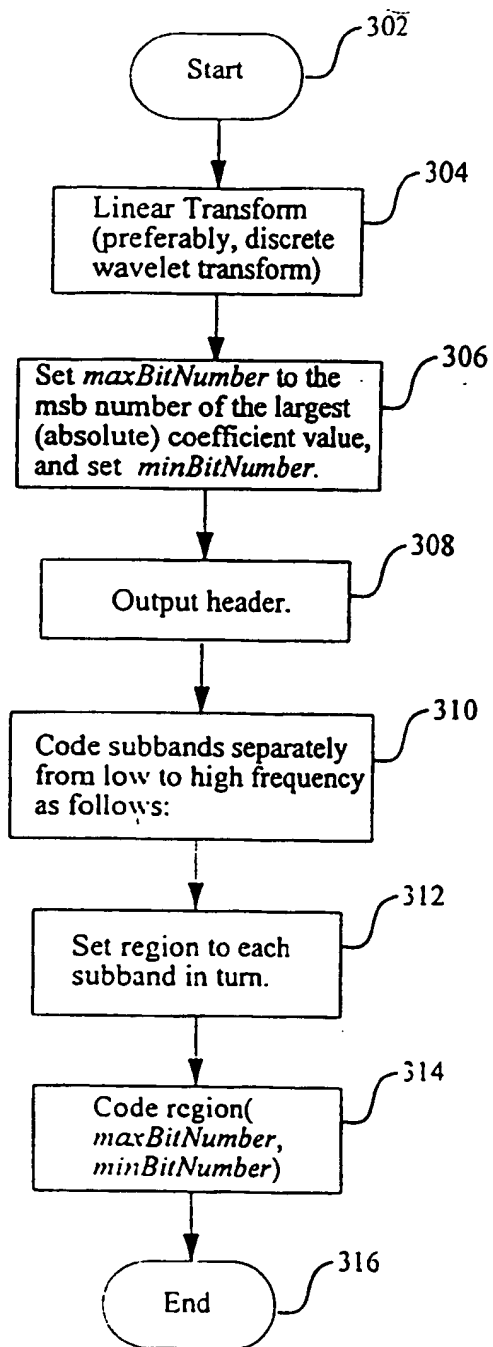 302
Start
304
Linear Transform
(preferably, discrete
wavelet transform)
306
Set maxBitNumber to the
msb number of the largest
(absolute) coefficient value,
and set minBitNumber.
308
Output header.
310
Code subbands separately
from low to high frequency
as follows:
312
Set region to each
subband in turn.
314
Code region(
maxBitNumber,
minBitNumber)
316
End